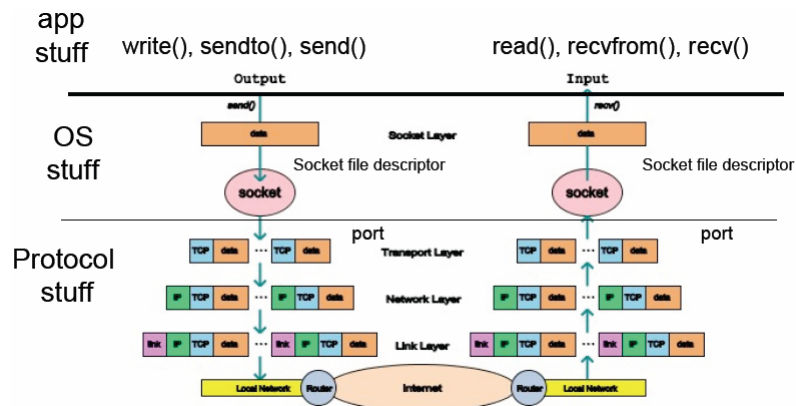 app
stuff
write(), sendto(), send()
read(), recvfrom(), recv()
Output
Input
send()
recv()
OS
stuff
data
Socket Layer
data
Socket file descriptor
Socket file descriptor
socket
socket
port
port
Protocol
stuff
TCP data ... TCP data
Transport Layer
TCP data ... TCP data
IP TCP data ... IP TCP data
Network Layer
IP TCP data ... IP TCP data
link IP TCP data ... link IP TCP data
Link Layer
link IP TCP data ... link IP TCP data
Local Network
Router
Internet
Router
Local Network